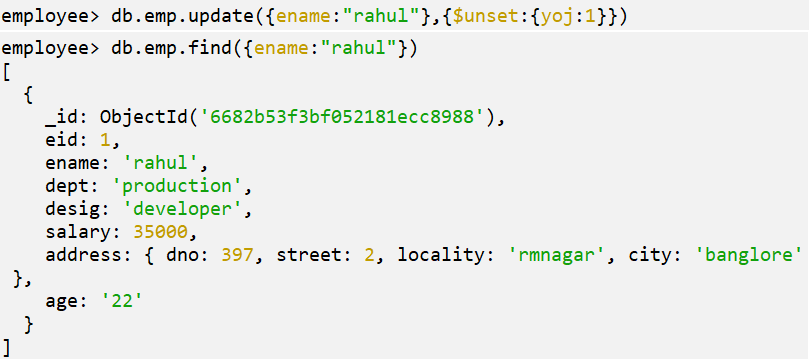 employee> db.emp.update({ename:"rahul"},{$unset:{yoj:1}})
employee> db.emp.find({ename:"rahul"})
[
  {
    _id: ObjectId('6682b53f3bf052181ecc8988'),
    eid: 1,
    ename: 'rahul',
    dept: 'production',
    desig: 'developer',
    salary: 35000,
    address: { dno: 397, street: 2, locality: 'rmnagar', city: 'banglore'
 },
    age: '22'
  }
]